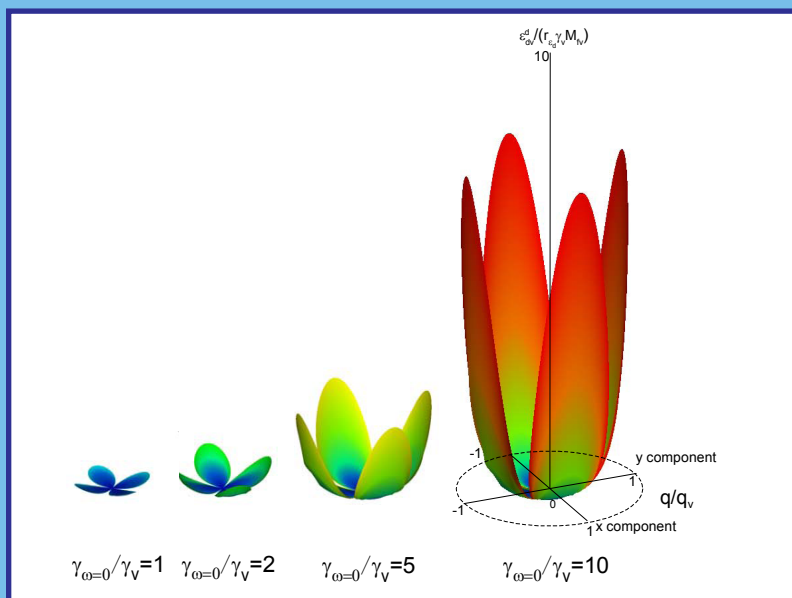 ε^d_dv/(r_εd γ_v M_fv)
10
-1
y component
1
q/q_v
-1
0
1
x component
γ_ω=0/γ_v=1
γ_ω=0/γ_v=2
γ_ω=0/γ_v=5
γ_ω=0/γ_v=10